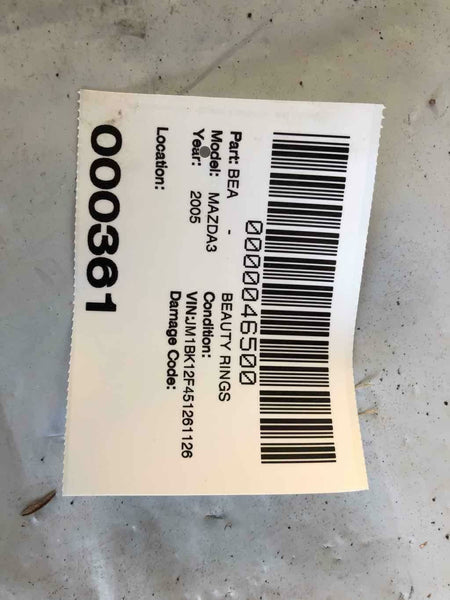 0000046500
Part: BEA - BEAUTY RINGS
Model: MAZDA3 Condition:
Year: 2005 VIN:JM1BK12F451261126
Damage Code:
Location:
000361